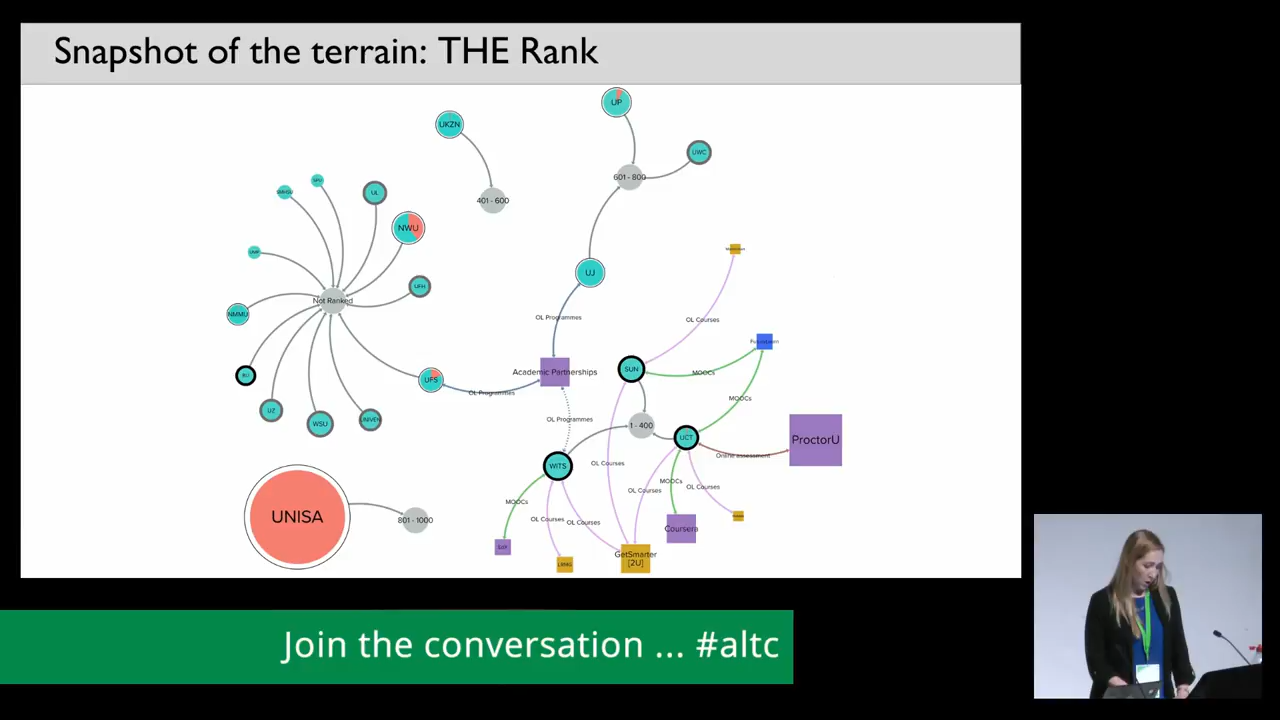 Snapshot of the terrain: THE Rank
UP
UKZN
UWC
601 - 800
UL
401 - 600
NWU
UJ
UFH
Not Ranked
NMMU
OL Programmes
OL Courses
SUN
Academic Partnerships
MOOCs
UFS
OL Programmes
MOOCs
UZ
WSU
UNIVEN
OL Programmes
1 - 400
UCT
ProctorU
Online assessment
WITS
OL Courses
MOOCs
OL Courses
OL Courses
MOOCs
UNISA
801 - 1000
OL Courses
OL Courses
Coursera
GetSmarter
[2U]
Join the conversation ... #altc